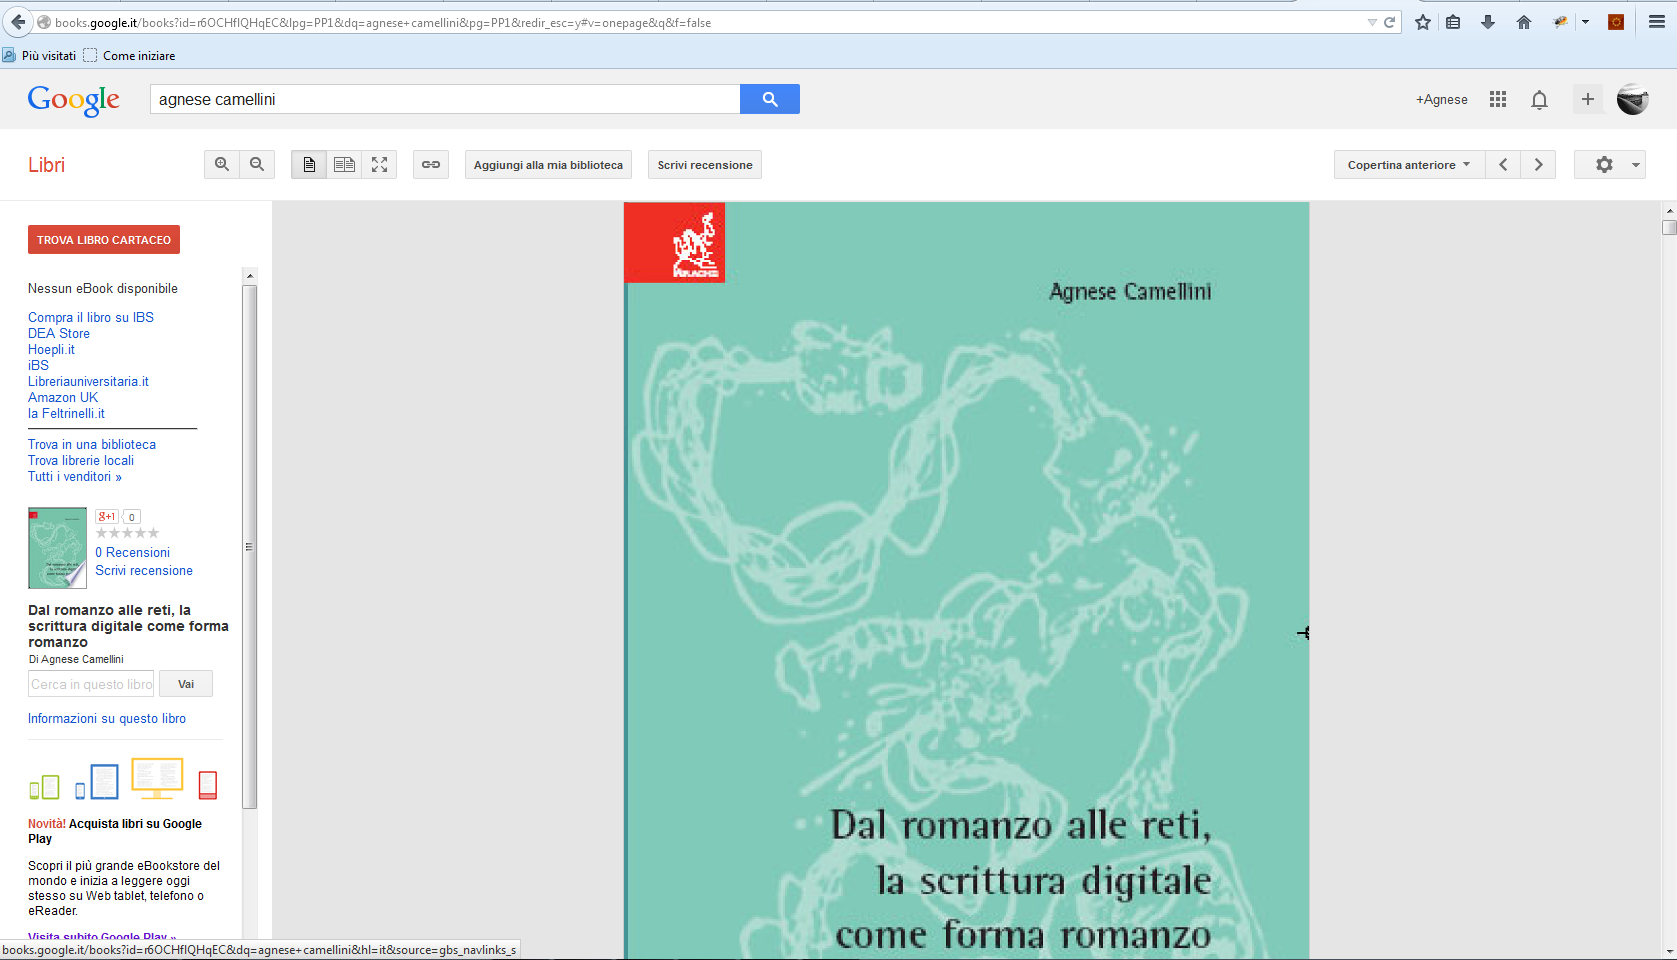 books.google.it/books?id=r6OCHfIQHqEC&lpg=PP1&dq=agnese+camellini&pg=PP1&redir_esc=y#v=onepage&q&f=false
Più visitati Come iniziare
Google agnese camellini +Agnese
Libri Aggiungi alla mia biblioteca Scrivi recensione Copertina anteriore
TROVA LIBRO CARTACEO
Nessun eBook disponibile
Compra il libro su IBS
DEA Store
Hoepli.it
iBS
Libreriauniversitaria.it
Amazon UK
la Feltrinelli.it
Trova in una biblioteca
Trova librerie locali
Tutti i venditori »
g+1 0
0 Recensioni
Scrivi recensione
Dal romanzo alle reti, la
scrittura digitale come forma
romanzo
Di Agnese Camellini
Cerca in questo libro Vai
Informazioni su questo libro
Novità! Acquista libri su Google
Play
Scopri il più grande eBookstore del
mondo e inizia a leggere oggi
stesso su Web tablet, telefono o
eReader.
Visita subito Google Play »
books.google.it/books?id=r6OCHfIQHqEC&dq=agnese+camellini&hl=it&source=gbs_navlinks_s
Agnese Camellini
Dal romanzo alle reti,
la scrittura digitale
come forma romanzo